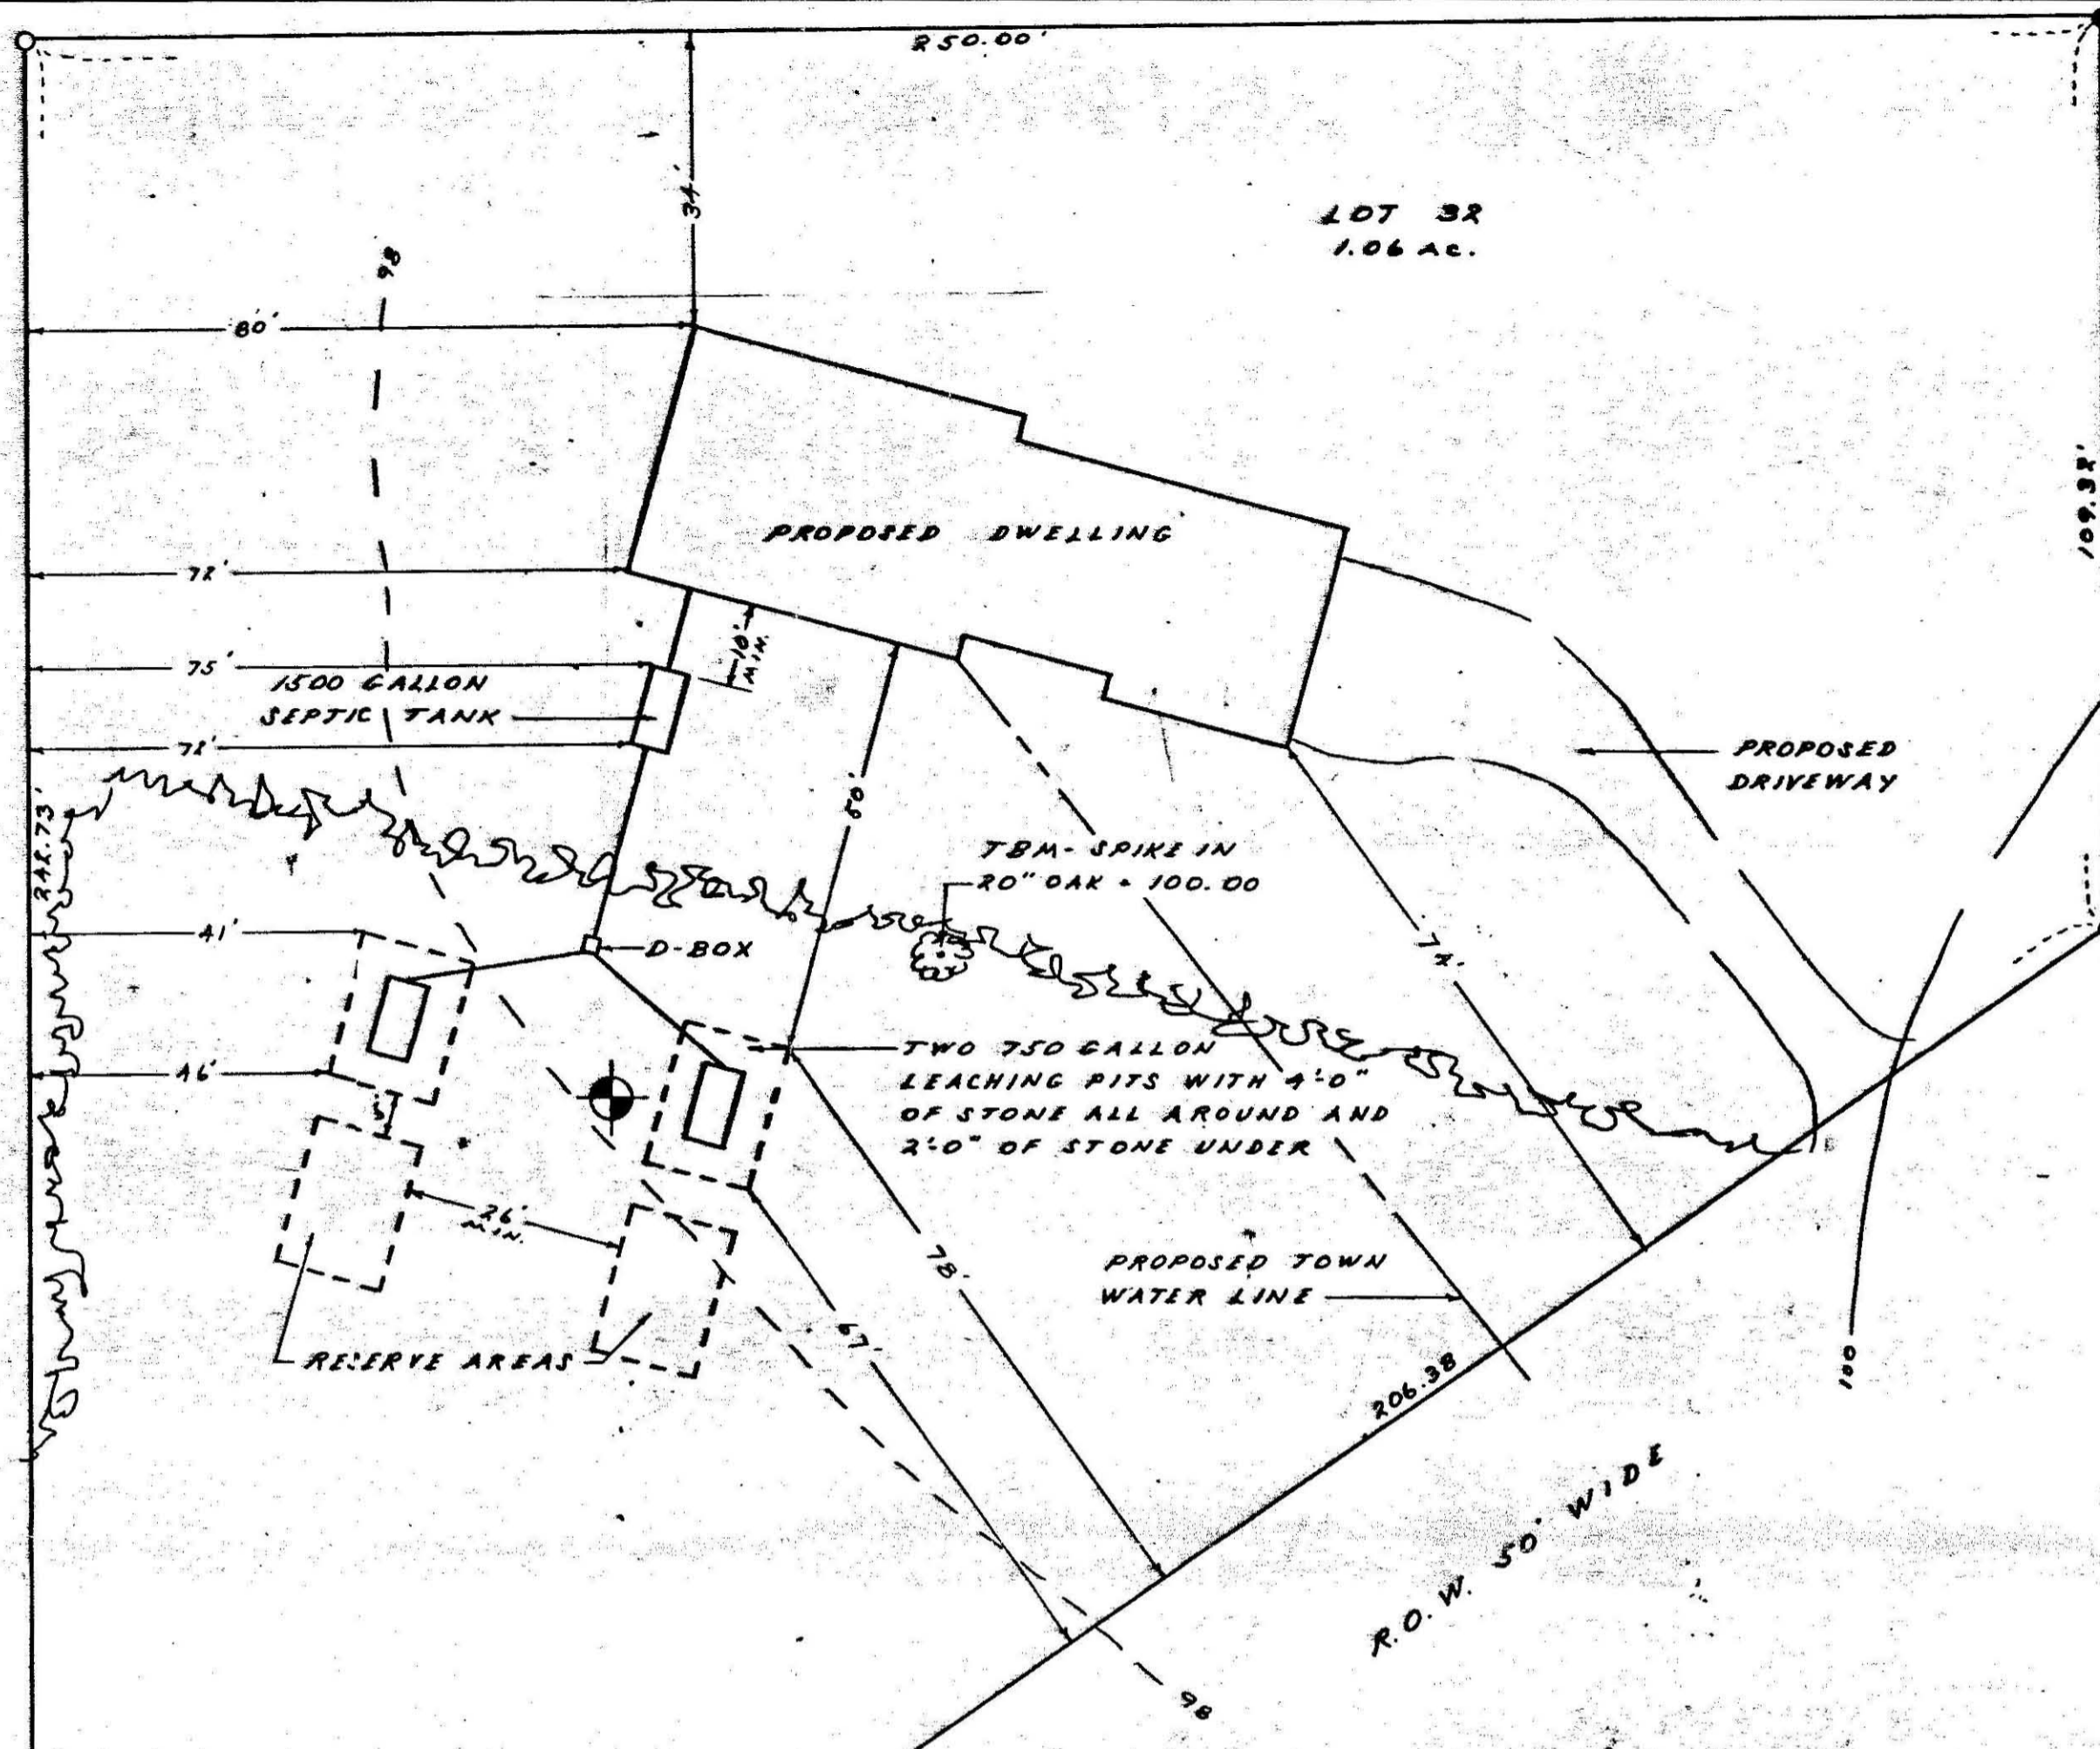 250.00'
34'
LOT 32
1.06 AC.
98
80'
109.32'
PROPOSED DWELLING
72'
10'
MIN.
75'
1500 GALLON
SEPTIC TANK
72'
PROPOSED
DRIVEWAY
50'
242.73'
TBM- SPIKE IN
20" OAK = 100.00
41'
D-BOX
72'
TWO 750 GALLON
LEACHING PITS WITH 4'-0"
OF STONE ALL AROUND AND
2'-0" OF STONE UNDER
46'
26'
MIN.
78'
PROPOSED TOWN
WATER LINE
67'
RESERVE AREAS
100
206.38
R.O.W. 50' WIDE
98